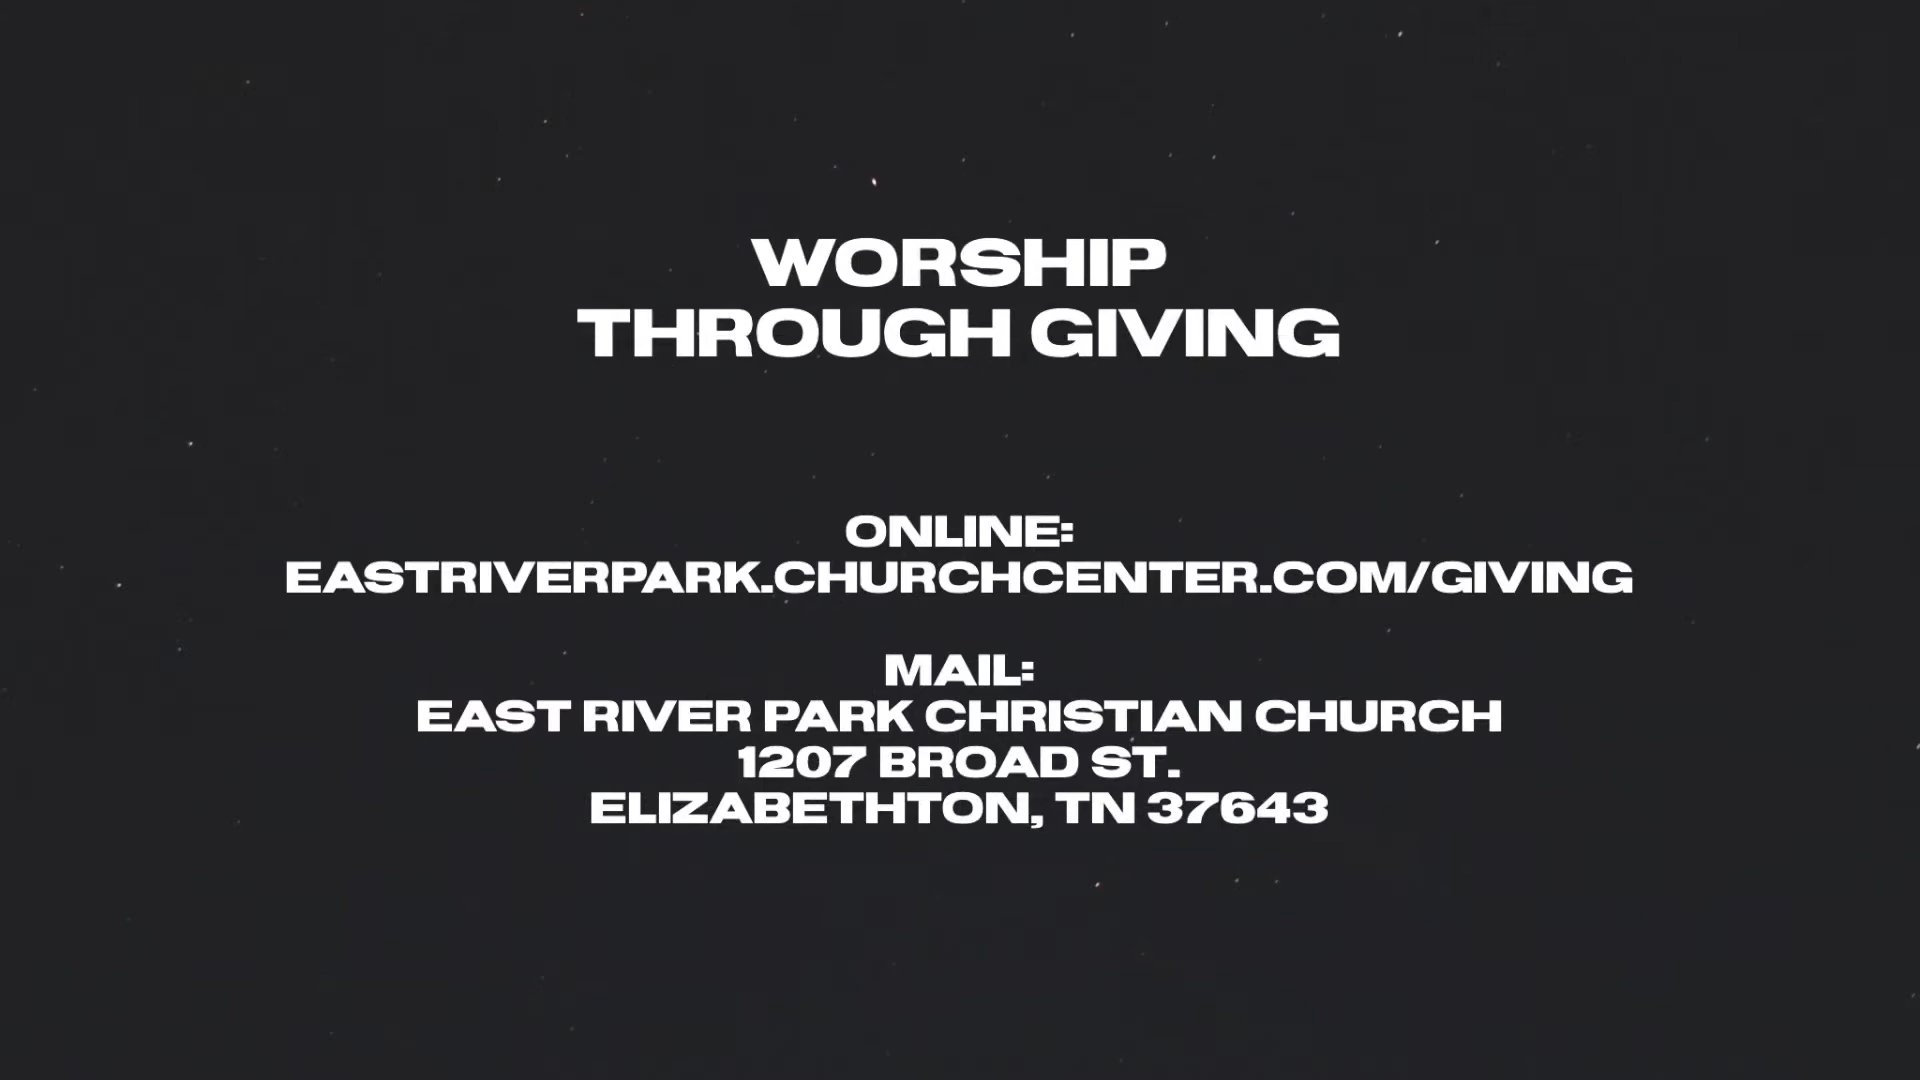 WORSHIP
THROUGH GIVING
ONLINE:
EASTRIVERPARK.CHURCHCENTER.COM/GIVING
MAIL:
EAST RIVER PARK CHRISTIAN CHURCH
1207 BROAD ST.
ELIZABETHTON, TN 37643